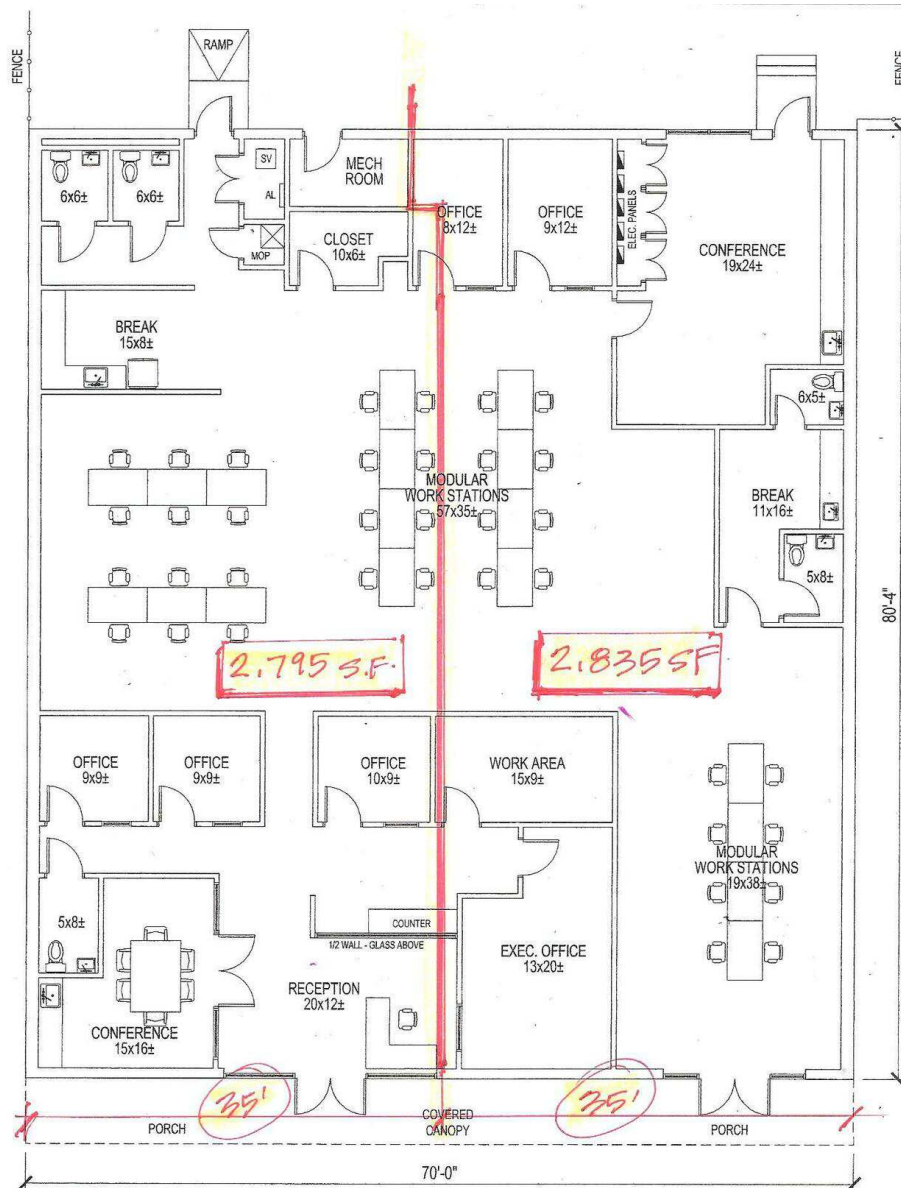 RAMP
FENCE
FENCE
SV
MECH
ROOM
6x6±
6x6±
AL
OFFICE
8x12±
OFFICE
9x12±
ELEC. PANELS
CLOSET
10x6±
MOP
CONFERENCE
19x24±
BREAK
15x8±
6x5±
MODULAR
WORK STATIONS
57x35±
BREAK
11x16±
5x8±
80'-4"
2,795 S.F.
2,835 SF
OFFICE
9x9±
OFFICE
9x9±
OFFICE
10x9±
WORK AREA
15x9±
MODULAR
WORK STATIONS
19x38±
5x8±
COUNTER
1/2 WALL - GLASS ABOVE
EXEC. OFFICE
13x20±
RECEPTION
20x12±
CONFERENCE
15x16±
35'
35'
PORCH
COVERED
CANOPY
PORCH
70'-0"